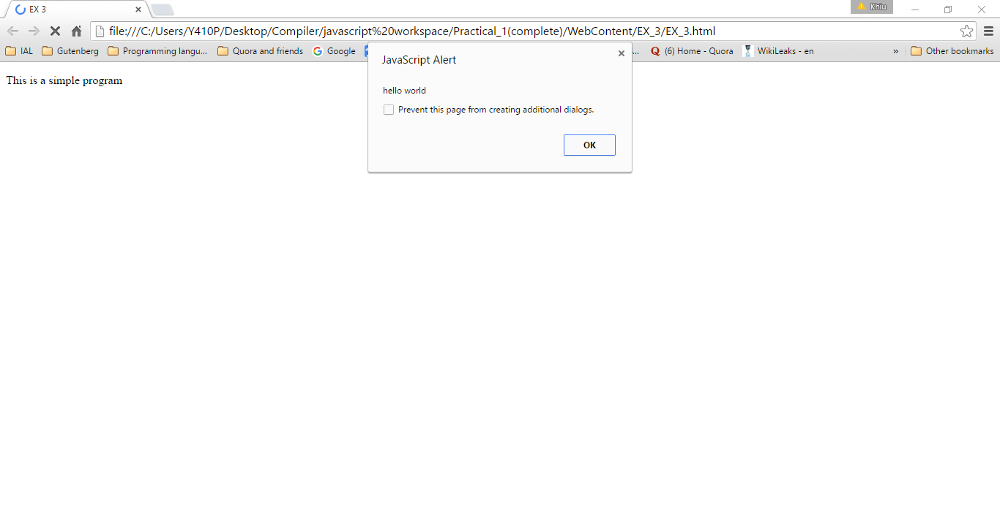 EX 3
Khiu
file:///C:/Users/Y410P/Desktop/Compiler/javascript%20workspace/Practical_1(complete)/WebContent/EX_3/EX_3.html
IAL Gutenberg Programming langu... Quora and friends Google ... (6) Home - Quora WikiLeaks - en » Other bookmarks
This is a simple program
JavaScript Alert
hello world
Prevent this page from creating additional dialogs.
OK